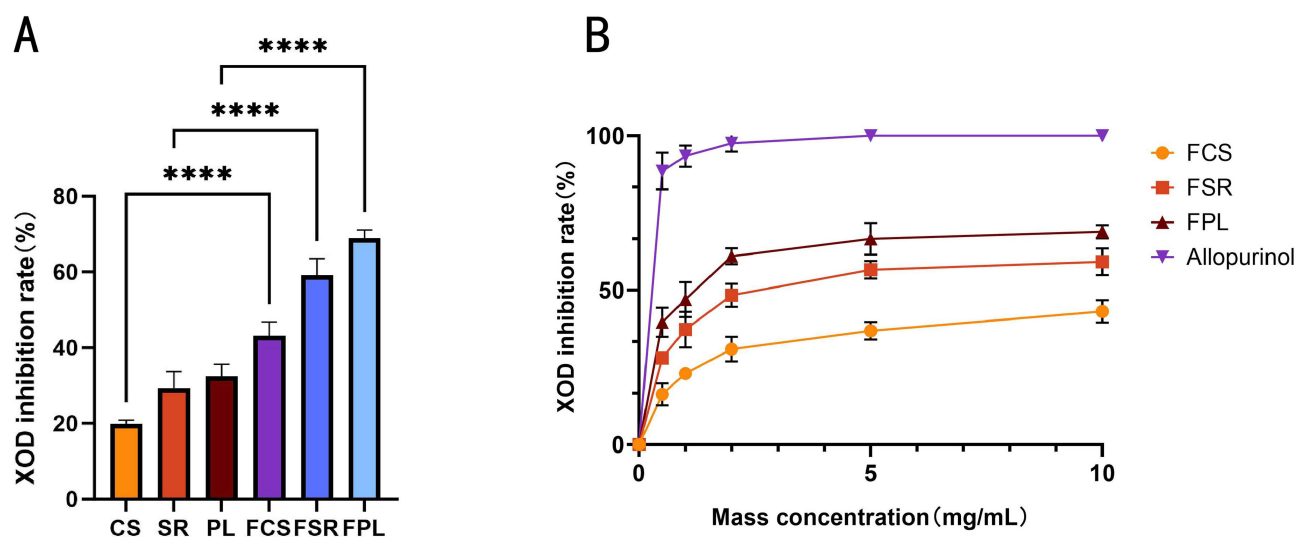 A
****
****
****
XOD inhibition rate(%)
80
60
40
20
0
CS SR PL FCS FSR FPL
B
XOD inhibition rate(%)
100
50
0
0 5 10
Mass concentration(mg/mL)
FCS
FSR
FPL
Allopurinol